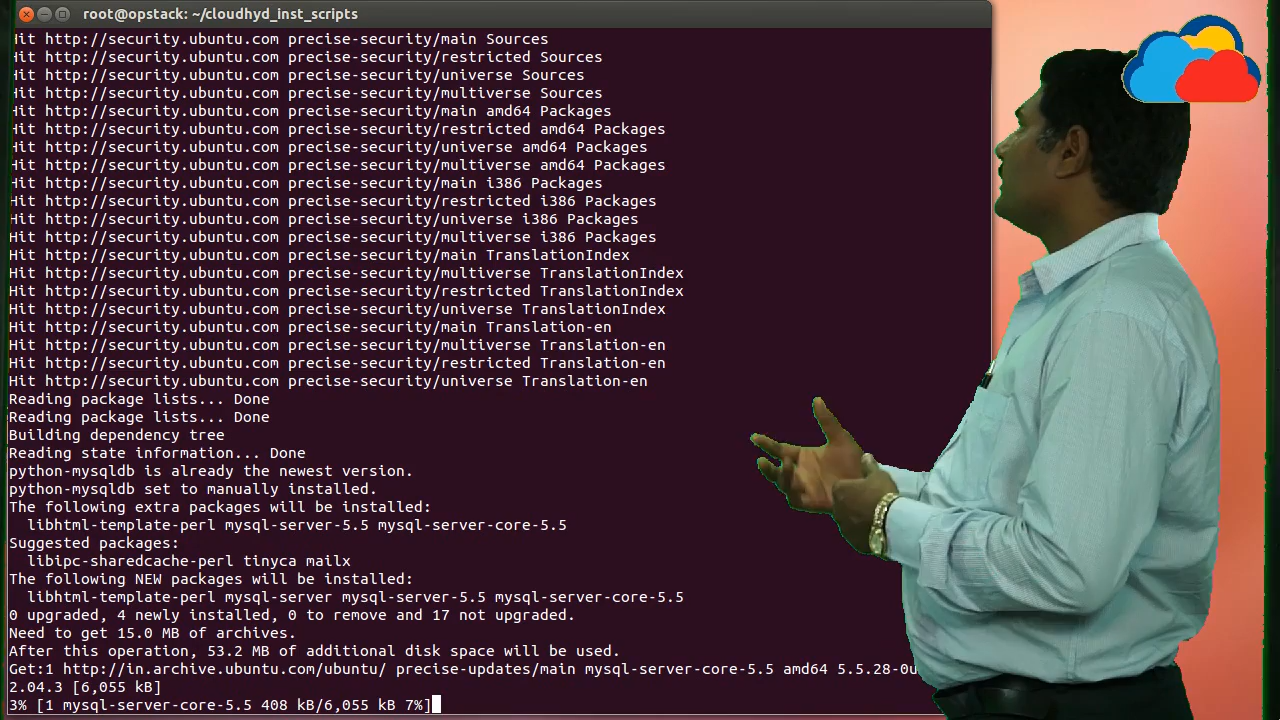 root@opstack: ~/cloudhyd_inst_scripts
Hit http://security.ubuntu.com precise-security/main Sources
Hit http://security.ubuntu.com precise-security/restricted Sources
Hit http://security.ubuntu.com precise-security/universe Sources
Hit http://security.ubuntu.com precise-security/multiverse Sources
Hit http://security.ubuntu.com precise-security/main amd64 Packages
Hit http://security.ubuntu.com precise-security/restricted amd64 Packages
Hit http://security.ubuntu.com precise-security/universe amd64 Packages
Hit http://security.ubuntu.com precise-security/multiverse amd64 Packages
Hit http://security.ubuntu.com precise-security/main i386 Packages
Hit http://security.ubuntu.com precise-security/restricted i386 Packages
Hit http://security.ubuntu.com precise-security/universe i386 Packages
Hit http://security.ubuntu.com precise-security/multiverse i386 Packages
Hit http://security.ubuntu.com precise-security/main TranslationIndex
Hit http://security.ubuntu.com precise-security/multiverse TranslationIndex
Hit http://security.ubuntu.com precise-security/restricted TranslationIndex
Hit http://security.ubuntu.com precise-security/universe TranslationIndex
Hit http://security.ubuntu.com precise-security/main Translation-en
Hit http://security.ubuntu.com precise-security/multiverse Translation-en
Hit http://security.ubuntu.com precise-security/restricted Translation-en
Hit http://security.ubuntu.com precise-security/universe Translation-en
Reading package lists... Done
Reading package lists... Done
Building dependency tree
Reading state information... Done
python-mysqldb is already the newest version.
python-mysqldb set to manually installed.
The following extra packages will be installed:
libhtml-template-perl mysql-server-5.5 mysql-server-core-5.5
Suggested packages:
libipc-sharedcache-perl tinyca mailx
The following NEW packages will be installed:
libhtml-template-perl mysql-server mysql-server-5.5 mysql-server-core-5.5
0 upgraded, 4 newly installed, 0 to remove and 17 not upgraded.
Need to get 15.0 MB of archives.
After this operation, 53.2 MB of additional disk space will be used.
Get:1 http://in.archive.ubuntu.com/ubuntu/ precise-updates/main mysql-server-core-5.5 amd64 5.5.28-0u
2.04.3 [6,055 kB]
3% [1 mysql-server-core-5.5 408 kB/6,055 kB 7%]